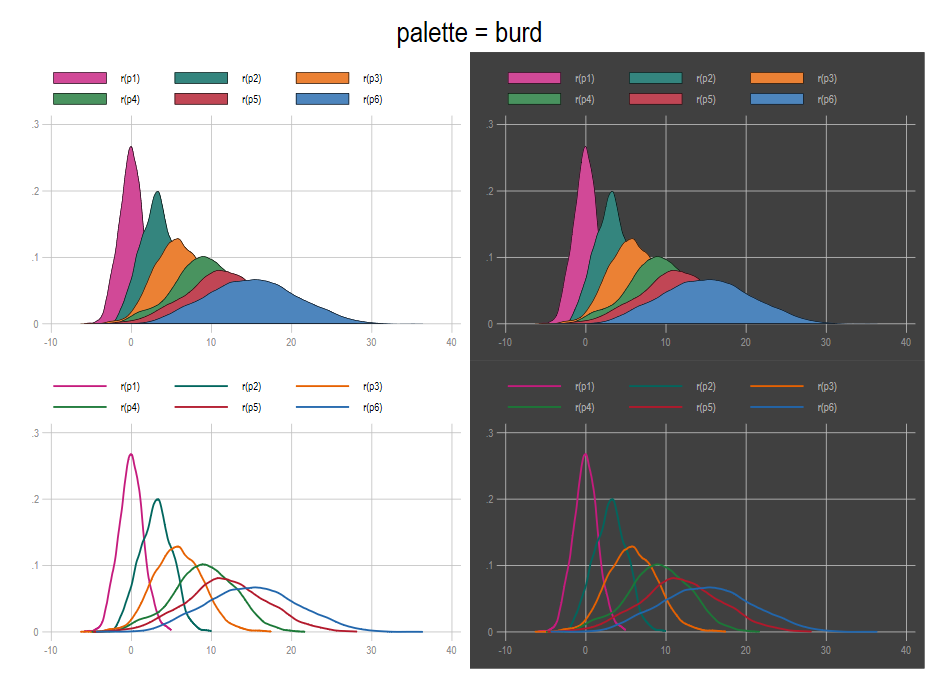 palette = burd
r(p1) r(p2) r(p3)
r(p4) r(p5) r(p6)
.3
.2
.1
0
-10 0 10 20 30 40
r(p1) r(p2) r(p3)
r(p4) r(p5) r(p6)
.3
.2
.1
0
-10 0 10 20 30 40
r(p1) r(p2) r(p3)
r(p4) r(p5) r(p6)
.3
.2
.1
0
-10 0 10 20 30 40
r(p1) r(p2) r(p3)
r(p4) r(p5) r(p6)
.3
.2
.1
0
-10 0 10 20 30 40